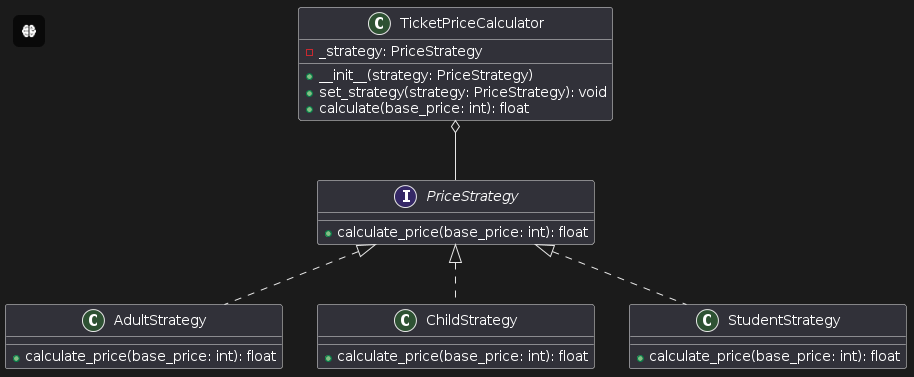 C TicketPriceCalculator
_strategy: PriceStrategy
__init__(strategy: PriceStrategy)
set_strategy(strategy: PriceStrategy): void
calculate(base_price: int): float
I PriceStrategy
calculate_price(base_price: int): float
C AdultStrategy
calculate_price(base_price: int): float
C ChildStrategy
calculate_price(base_price: int): float
C StudentStrategy
calculate_price(base_price: int): float